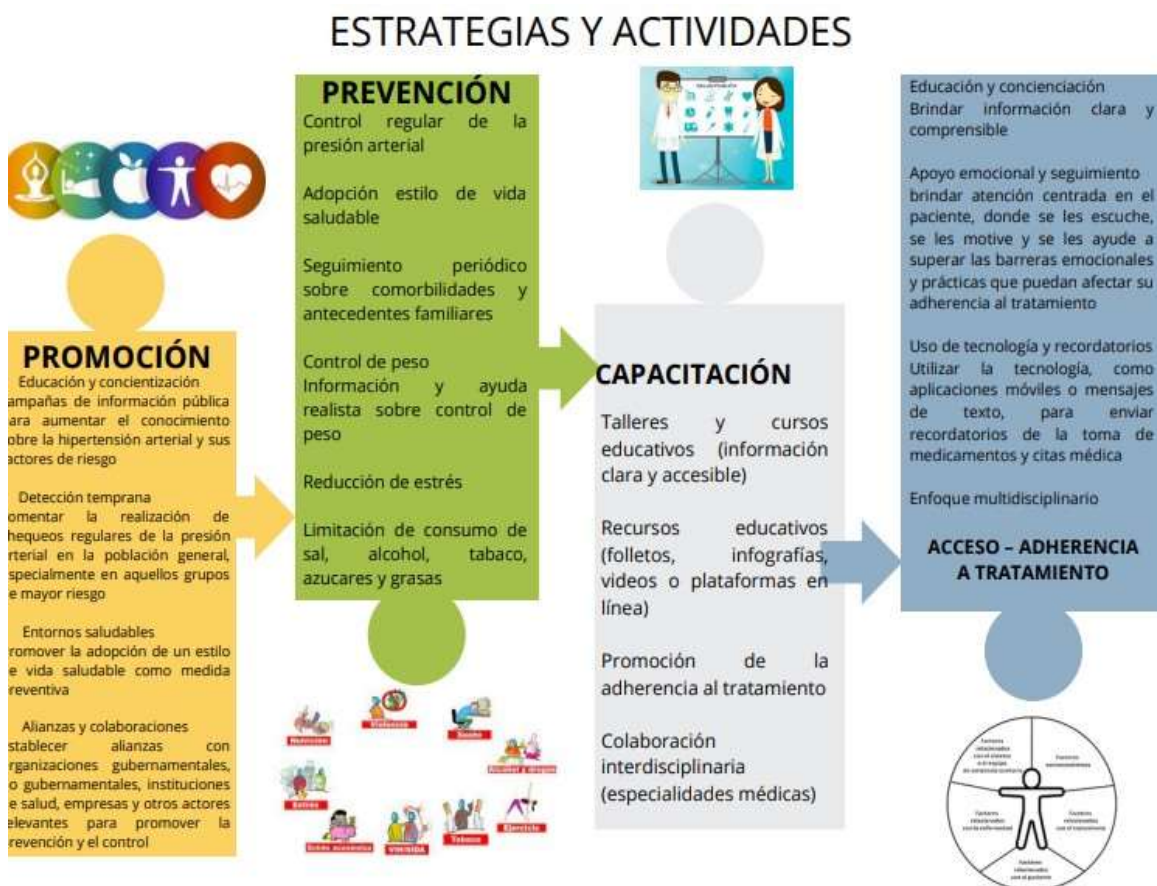 ESTRATEGIAS Y ACTIVIDADES
PROMOCIÓN
Educación y concientización
ampañas de información pública
ara aumentar el conocimiento
obre la hipertensión arterial y sus
actores de riesgo
Detección temprana
omentar la realización de
hequeos regulares de la presión
rterial en la población general,
specialmente en aquellos grupos
e mayor riesgo
Entornos saludables
romover la adopción de un estilo
e vida saludable como medida
reventiva
Alianzas y colaboraciones
stablecer alianzas con
rganizaciones gubernamentales,
o gubernamentales, instituciones
e salud, empresas y otros actores
elevantes para promover la
revención y el control
PREVENCIÓN
Control regular de la
presión arterial
Adopción estilo de vida
saludable
Seguimiento periódico
sobre comorbilidades y
antecedentes familiares
Control de peso
Información y ayuda
realista sobre control de
peso
Reducción de estrés
Limitación de consumo de
sal, alcohol, tabaco,
azucares y grasas
Nutrición
Violencia
Sueño
Alcohol y drogas
Estrés
Ejercicio
Tabaco
VIH/SIDA
CAPACITACIÓN
Talleres y cursos
educativos (información
clara y accesible)
Recursos educativos
(folletos, infografías,
videos o plataformas en
línea)
Promoción de la
adherencia al tratamiento
Colaboración
interdisciplinaria
(especialidades médicas)
Educación y concienciación
Brindar información clara y
comprensible
Apoyo emocional y seguimiento
brindar atención centrada en el
paciente, donde se les escuche,
se les motive y se les ayude a
superar las barreras emocionales
y prácticas que puedan afectar su
adherencia al tratamiento
Uso de tecnología y recordatorios
Utilizar la tecnología, como
aplicaciones móviles o mensajes
de texto, para enviar
recordatorios de la toma de
medicamentos y citas médica
Enfoque multidisciplinario
ACCESO – ADHERENCIA
A TRATAMIENTO
Factores
relacionados
con el paciente